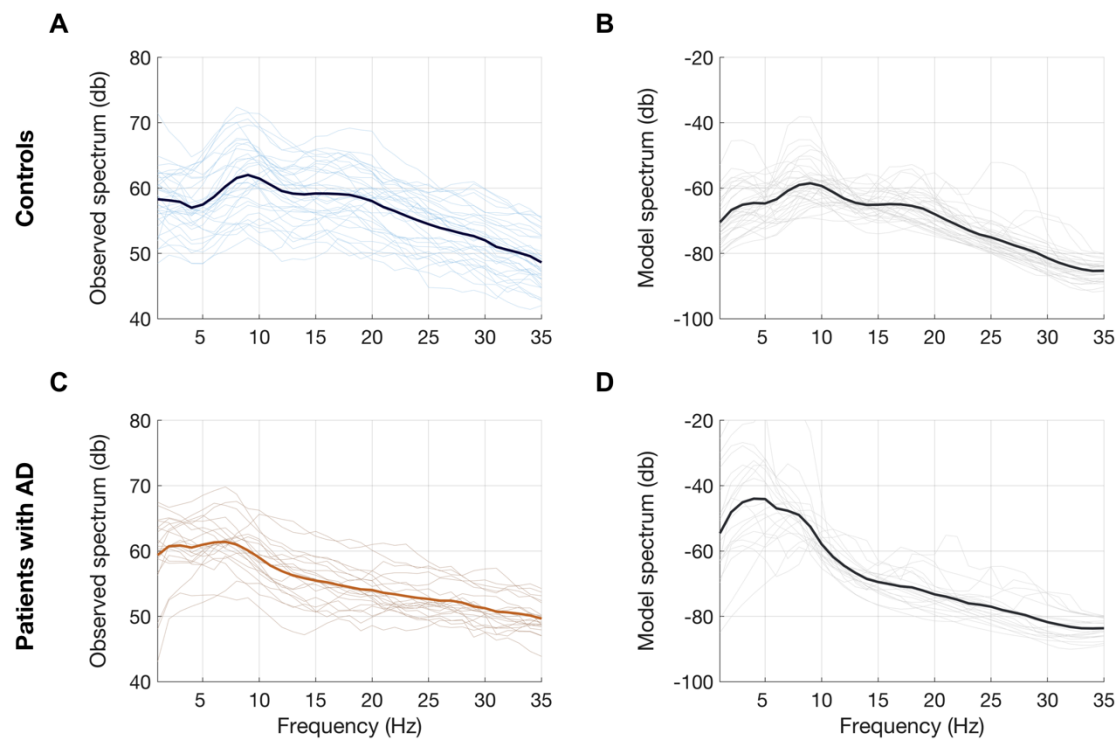 A
B
Controls
Observed spectrum (db)
80
70
60
50
40
5 10 15 20 25 30 35
Model spectrum (db)
-20
-40
-60
-80
-100
5 10 15 20 25 30 35
C
D
Patients with AD
Observed spectrum (db)
80
70
60
50
40
5 10 15 20 25 30 35
Frequency (Hz)
Model spectrum (db)
-20
-40
-60
-80
-100
5 10 15 20 25 30 35
Frequency (Hz)